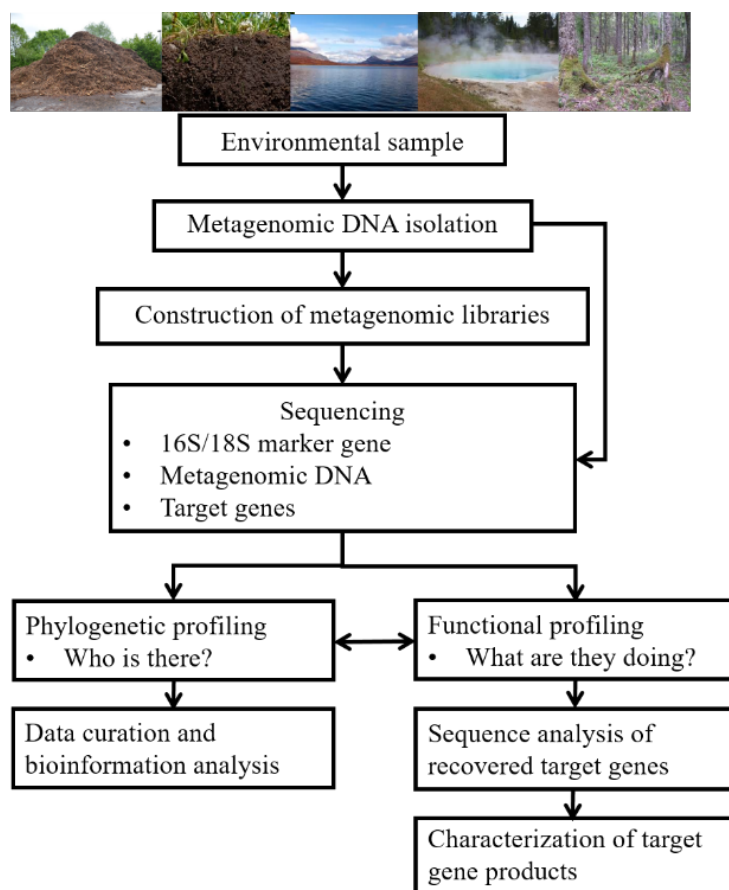 Environmental sample
Metagenomic DNA isolation
Construction of metagenomic libraries
Sequencing
• 16S/18S marker gene
• Metagenomic DNA
• Target genes
Phylogenetic profiling
• Who is there?
Functional profiling
• What are they doing?
Data curation and
bioinformation analysis
Sequence analysis of
recovered target genes
Characterization of target
gene products